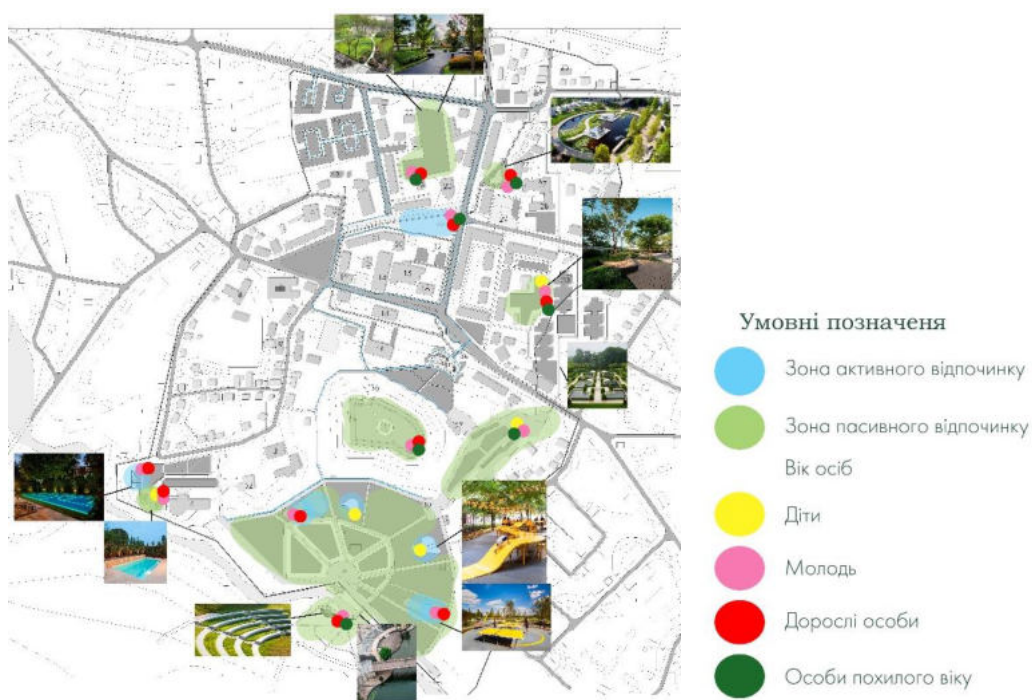 Умовні позначеня
Зона активного відпочинку
Зона пасивного відпочинку
Вік осіб
Діти
Молодь
Дорослі особи
Особи похилого віку